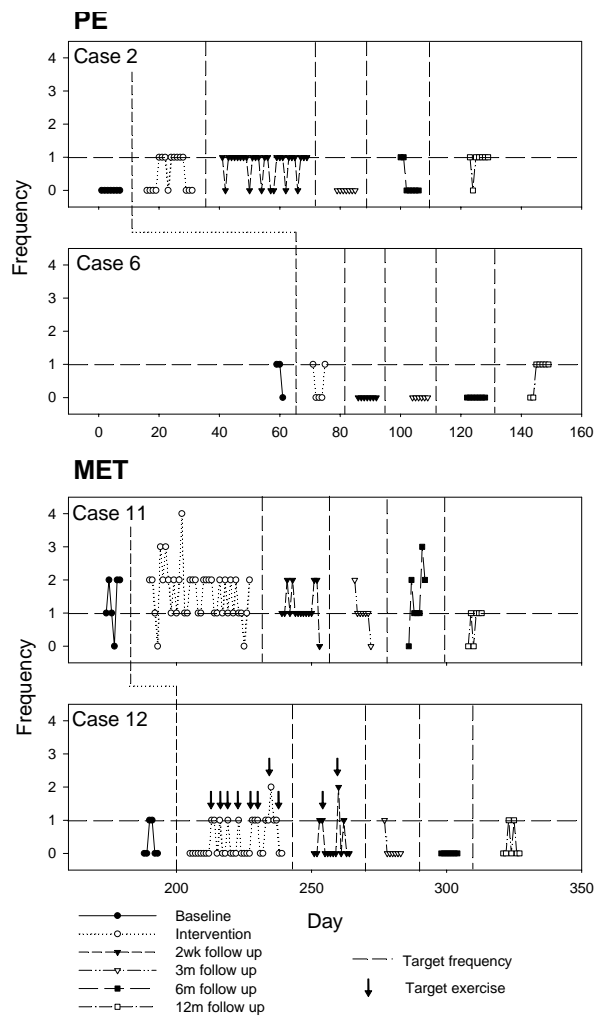 PE
4
Case 2
3
2
1
0
4
Case 6
3
2
1
0
0 20 40 60 80 100 120 140 160
Frequency
MET
4
Case 11
3
2
1
0
4
Case 12
3
2
1
0
200 250 300 350
Frequency
Day
Baseline
Intervention
2wk follow up
3m follow up
6m follow up
12m follow up
Target frequency
Target exercise